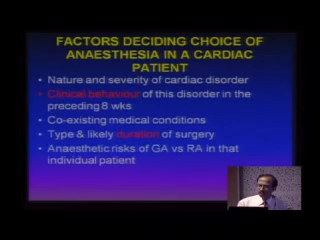 FACTORS DECIDING CHOICE OF
ANAESTHESIA IN A CARDIAC
PATIENT
• Nature and severity of cardiac disorder
• Clinical behaviour of this disorder in the
preceding 8 wks
• Co-existing medical conditions
• Type & likely duration of surgery
• Anaesthetic risks of GA vs RA in that
individual patient